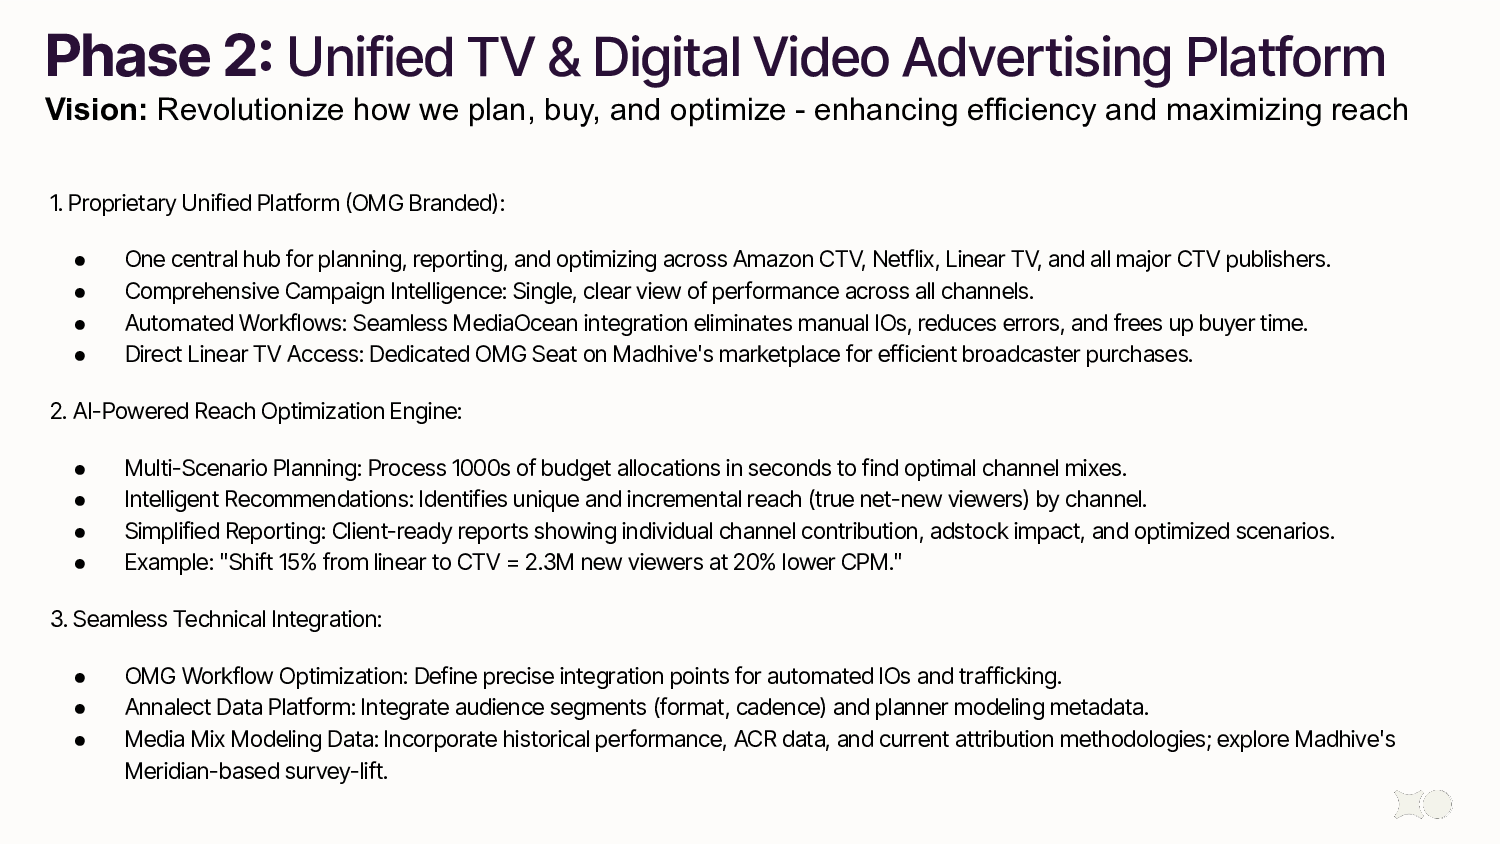 Phase 2: Unified TV & Digital Video Advertising Platform
Vision: Revolutionize how we plan, buy, and optimize - enhancing efficiency and maximizing reach
1. Proprietary Unified Platform (OMG Branded):
● One central hub for planning, reporting, and optimizing across Amazon CTV, Netflix, Linear TV, and all major CTV publishers.
● Comprehensive Campaign Intelligence: Single, clear view of performance across all channels.
● Automated Workflows: Seamless MediaOcean integration eliminates manual IOs, reduces errors, and frees up buyer time.
● Direct Linear TV Access: Dedicated OMG Seat on Madhive's marketplace for efficient broadcaster purchases.
2. AI-Powered Reach Optimization Engine:
● Multi-Scenario Planning: Process 1000s of budget allocations in seconds to find optimal channel mixes.
● Intelligent Recommendations: Identifies unique and incremental reach (true net-new viewers) by channel.
● Simplified Reporting: Client-ready reports showing individual channel contribution, adstock impact, and optimized scenarios.
● Example: "Shift 15% from linear to CTV = 2.3M new viewers at 20% lower CPM."
3. Seamless Technical Integration:
● OMG Workflow Optimization: Define precise integration points for automated IOs and trafficking.
● Annalect Data Platform: Integrate audience segments (format, cadence) and planner modeling metadata.
● Media Mix Modeling Data: Incorporate historical performance, ACR data, and current attribution methodologies; explore Madhive's
Meridian-based survey-lift.